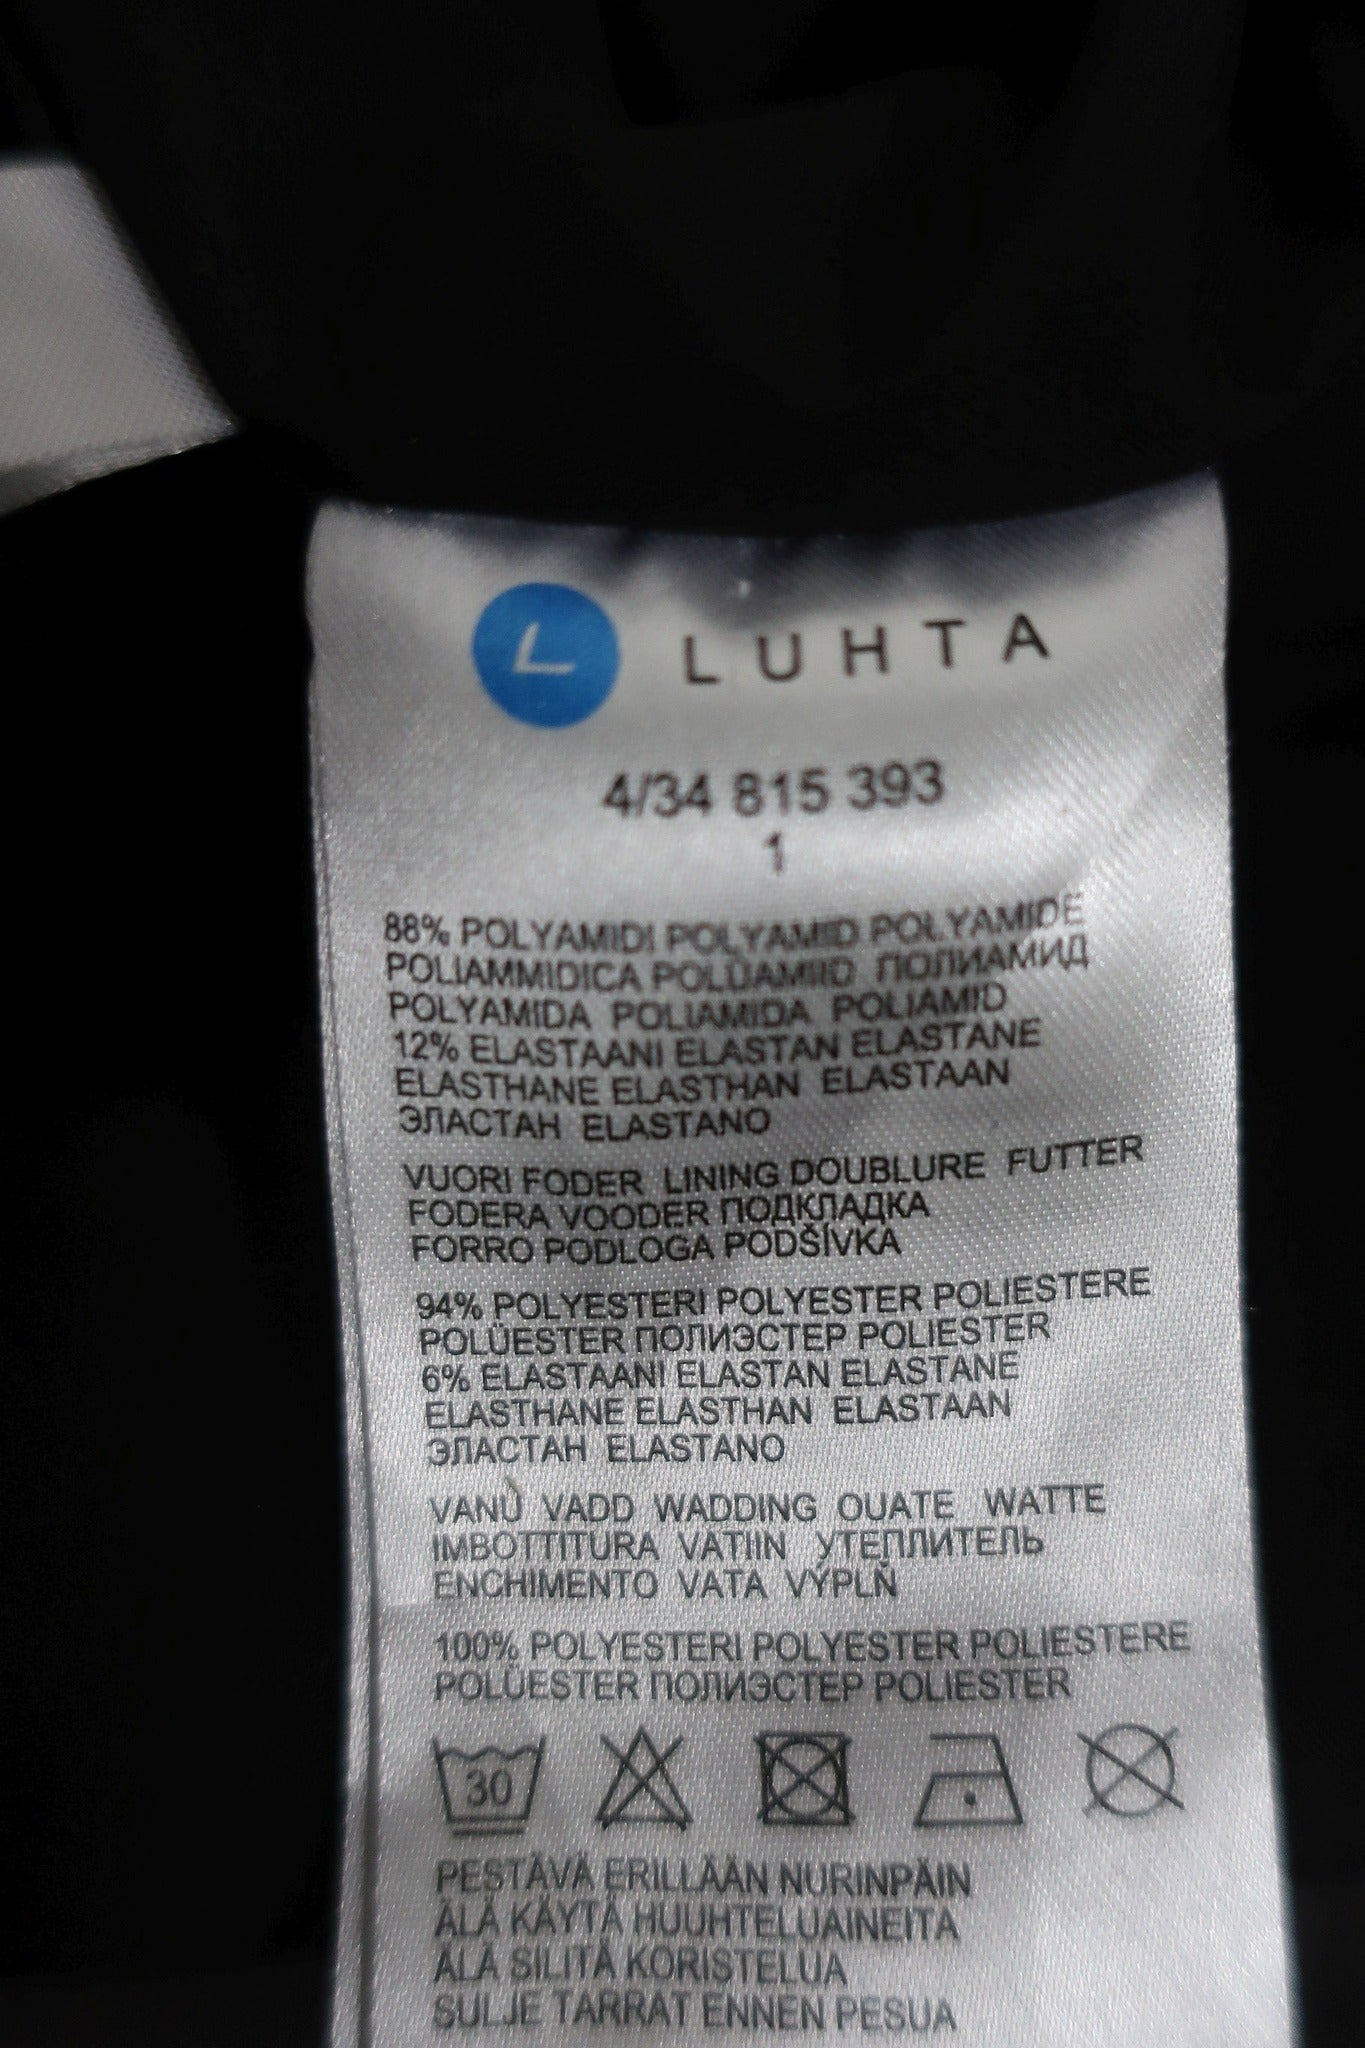 L LUHTA
4/34 815 393
1
88% POLYAMIDI POLYAMID POLYAMIDE
POLIAMMIDICA POLÜAMIID ПОЛИАМИД
POLYAMIDA POLIAMIDA POLIAMID
12% ELASTAANI ELASTAN ELASTANE
ELASTHANE ELASTHAN ELASTAAN
ЭЛАСТАН ELASTANO
VUORI FODER LINING DOUBLURE FUTTER
FODERA VOODER ПОДКЛАДКА
FORRO PODLOGA PODŠÍVKA
94% POLYESTERI POLYESTER POLIESTERE
POLÜESTER ПОЛИЭСТЕР POLIESTER
6% ELASTAANI ELASTAN ELASTANE
ELASTHANE ELASTHAN ELASTAAN
ЭЛАСТАН ELASTANO
VANU VADD WADDING OUATE WATTE
IMBOTTITURA VATIIN УТЕПЛИТЕЛЬ
ENCHIMENTO VATA VÝPLŇ
100% POLYESTERI POLYESTER POLIESTERE
POLÜESTER ПОЛИЭСТЕР POLIESTER
30
PESTÄVÄ ERILLÄÄN NURINPÄIN
ÄLÄ KÄYTÄ HUUHTELUAINEITA
ÄLÄ SILITÄ KORISTELUA
SULJE TARRAT ENNEN PESUA